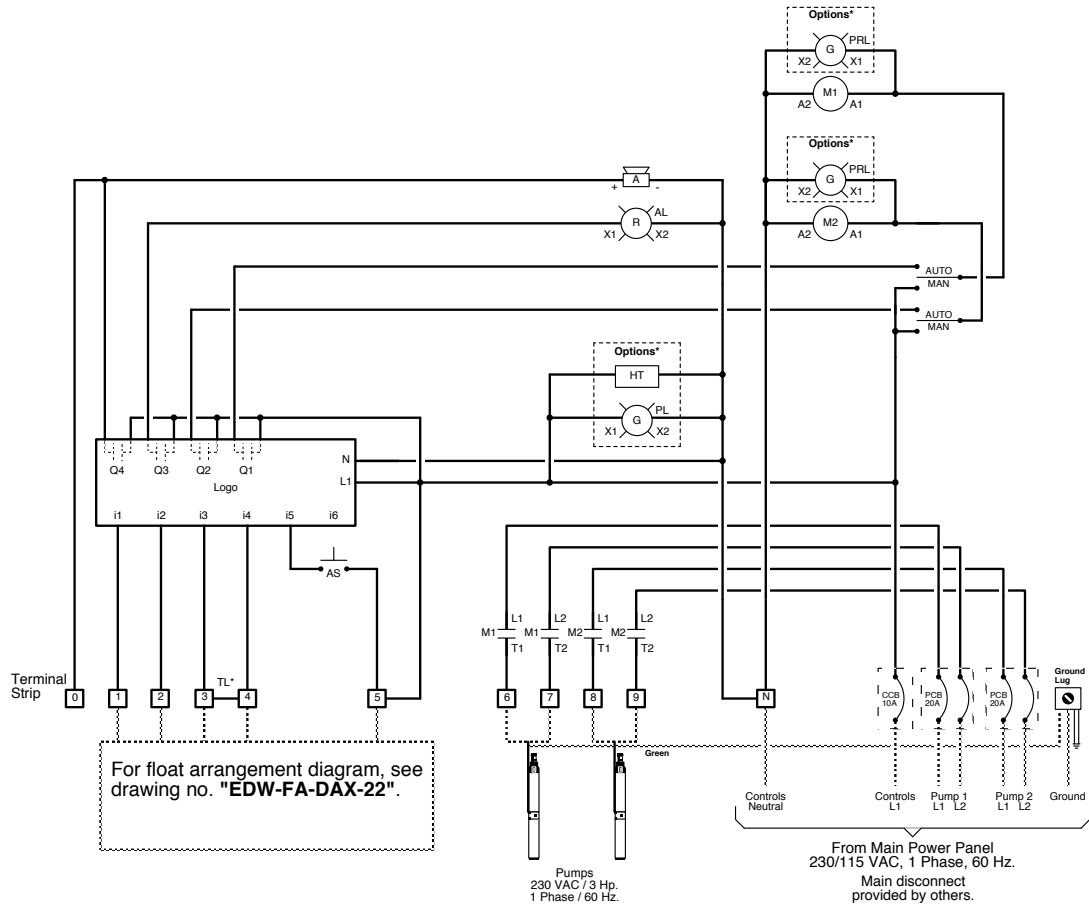 Options*
G PRL
X2 X1
M1
A2 A1
Options*
G PRL
X2 X1
M2
A2 A1
A
+ -
R AL
X1 X2
AUTO
MAN
AUTO
MAN
Options*
HT
G PL
X1 X2
Q4 Q3 Q2 Q1 N
Logo L1
i1 i2 i3 i4 i5 i6
AS
L1 L2 L1 L2
M1 M1 M2 M2
T1 T2 T1 T2
Terminal
Strip
0 1 2 3 TL* 4 5 6 7 8 9 N
CCB
10A
PCB
20A
PCB
20A
Ground
Lug
Green
For float arrangement diagram, see
drawing no. "EDW-FA-DAX-22".
Controls
Neutral
Controls
L1
Pump 1
L1 L2
Pump 2
L1 L2
Ground
Pumps
230 VAC / 3 Hp.
1 Phase / 60 Hz.
From Main Power Panel
230/115 VAC, 1 Phase, 60 Hz.
Main disconnect
provided by others.